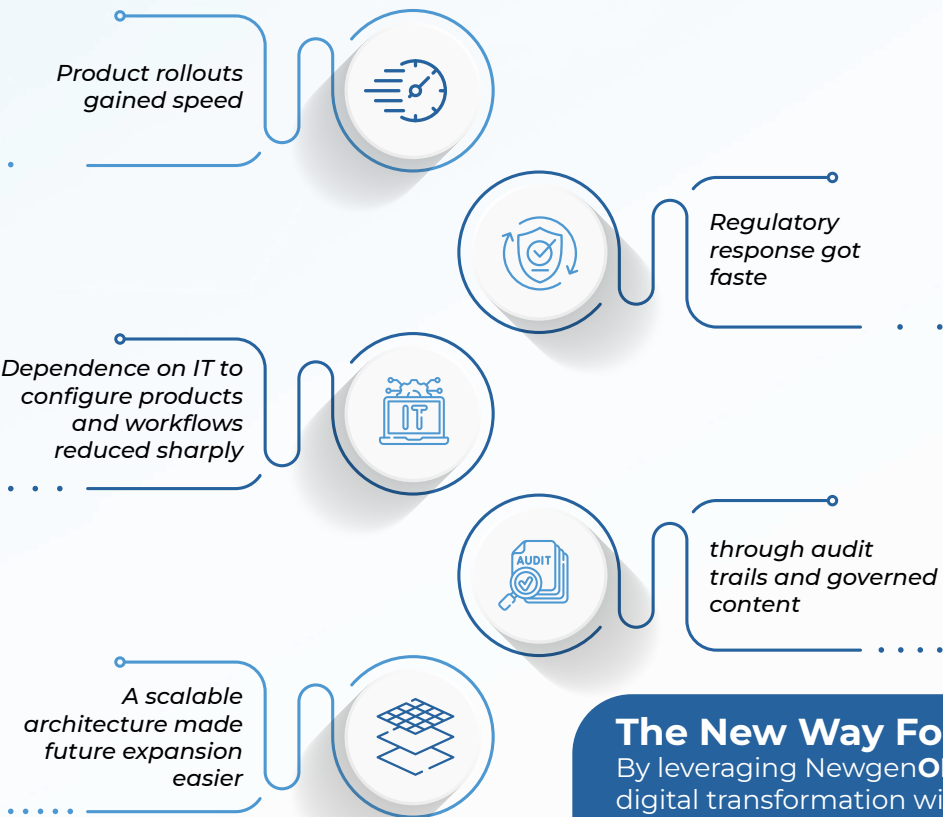 Product rollouts
gained speed
Regulatory
response got
faste
Dependence on IT to
configure products
and workflows
reduced sharply
IT
AUDIT
through audit
trails and governed
content
A scalable
architecture made
future expansion
easier
The New Way Fo
By leveraging NewgenO
digital transformation wi